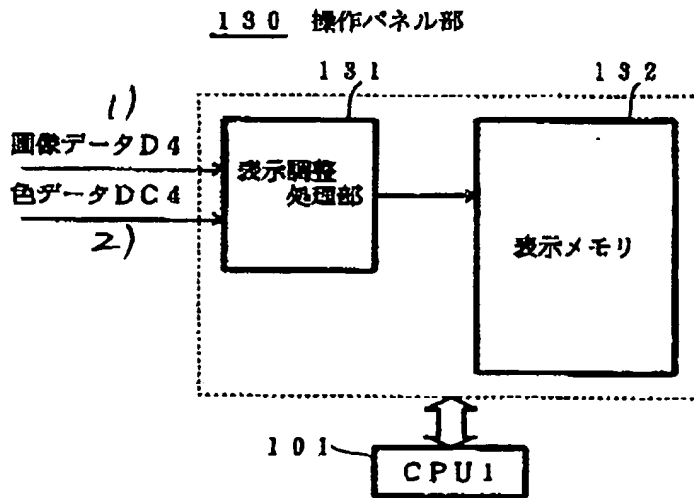 130 操作パネル部
131
132
1)
画像データD4
色データDC4
2)
表示調整
処理部
表示メモリ
101
CPU1